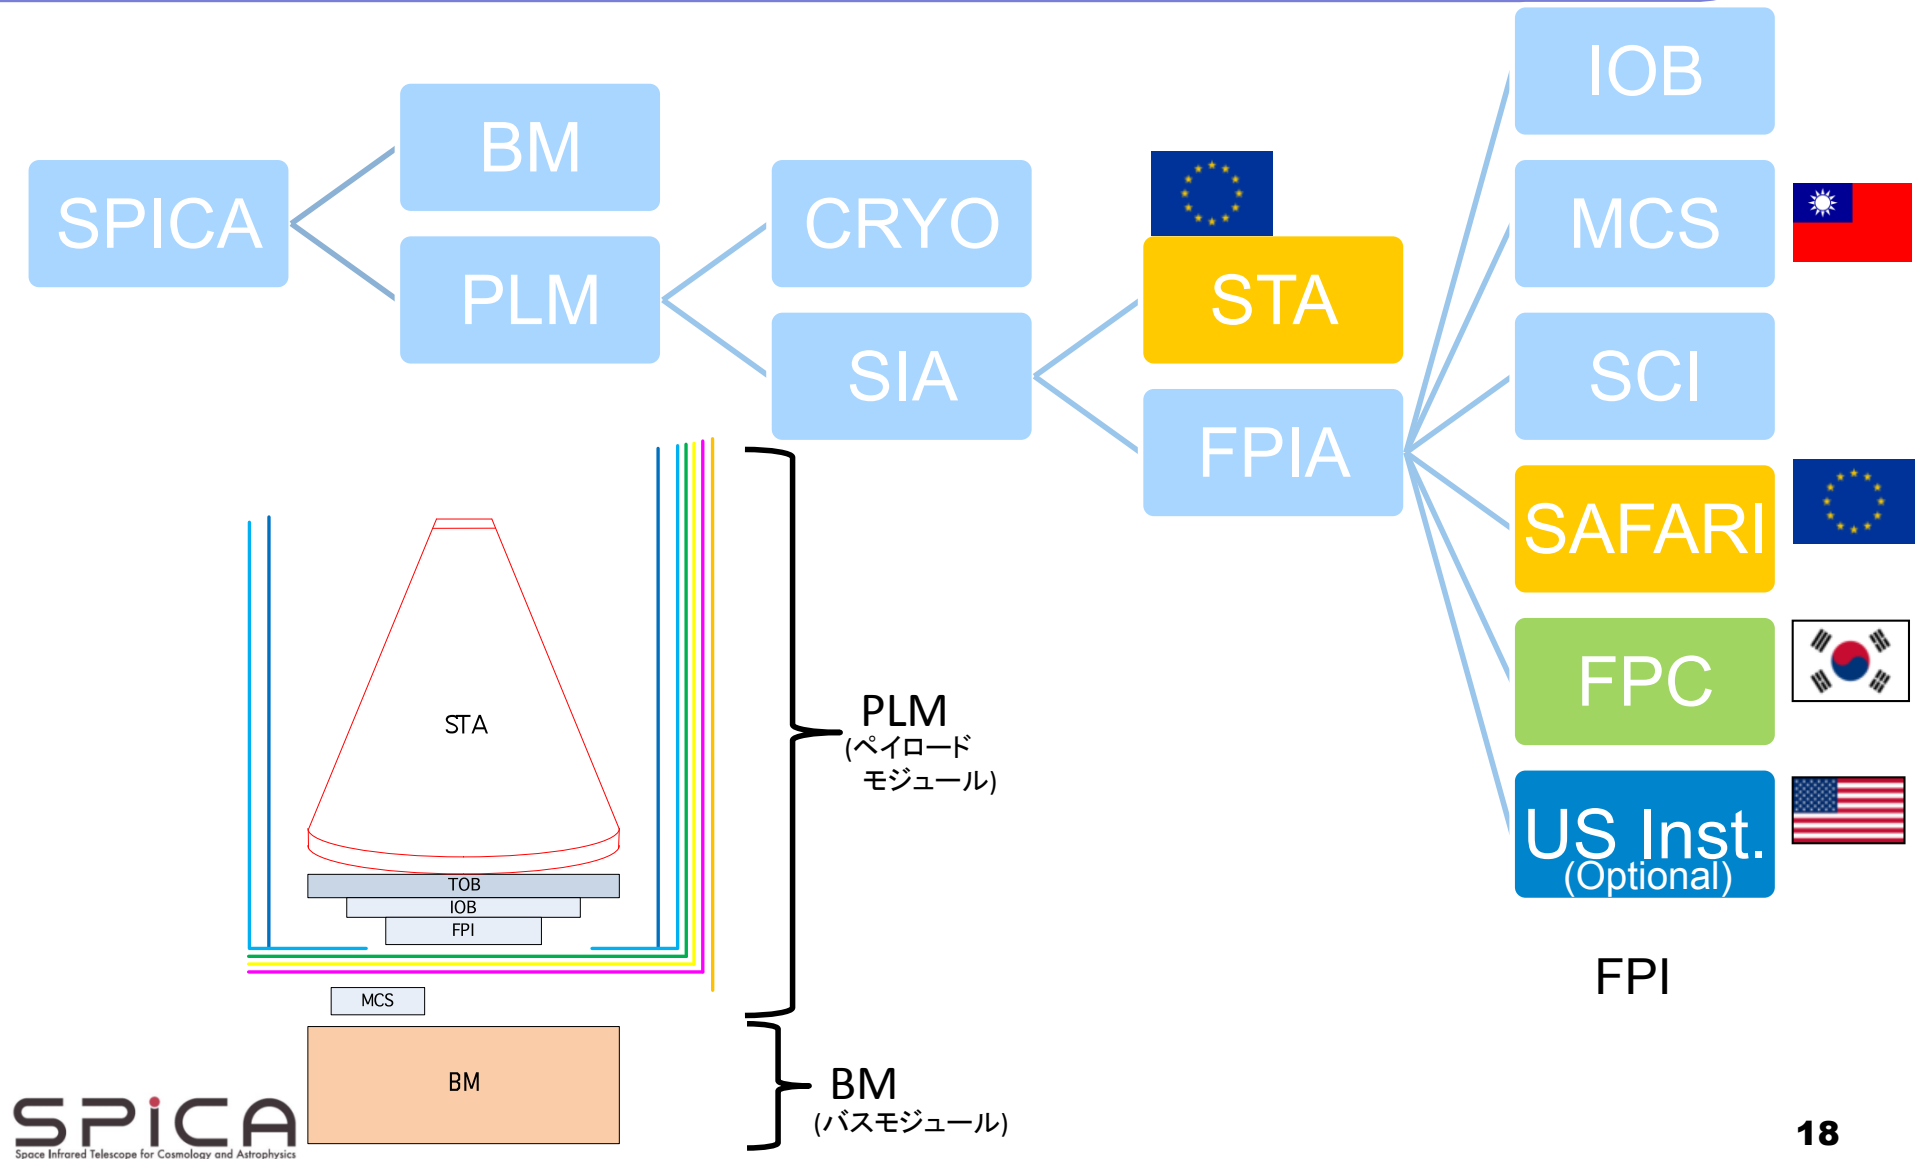 SPICA
BM
PLM
CRYO
SIA
STA
FPIA
IOB
MCS
SCI
SAFARI
FPC
US Inst.
(Optional)
FPI
STA
TOB
IOB
FPI
MCS
BM
PLM
(ペイロード
モジュール)
BM
(バスモジュール)
SPiCA
Space Infrared Telescope for Cosmology and Astrophysics
18